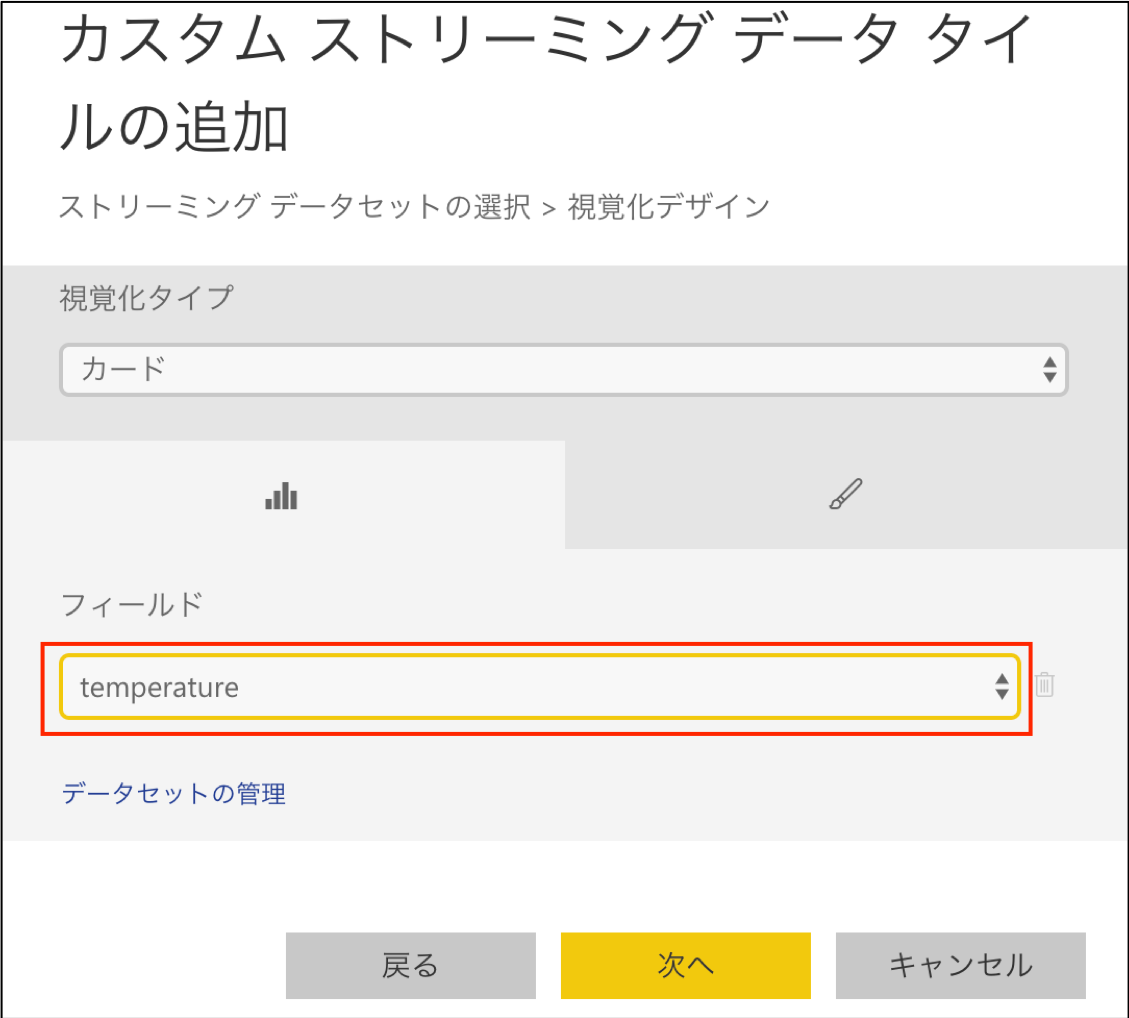 カスタム ストリーミング データ タイ
ルの追加
ストリーミング データセットの選択 > 視覚化デザイン
視覚化タイプ
カード
フィールド
temperature
データセットの管理
戻る
次へ
キャンセル